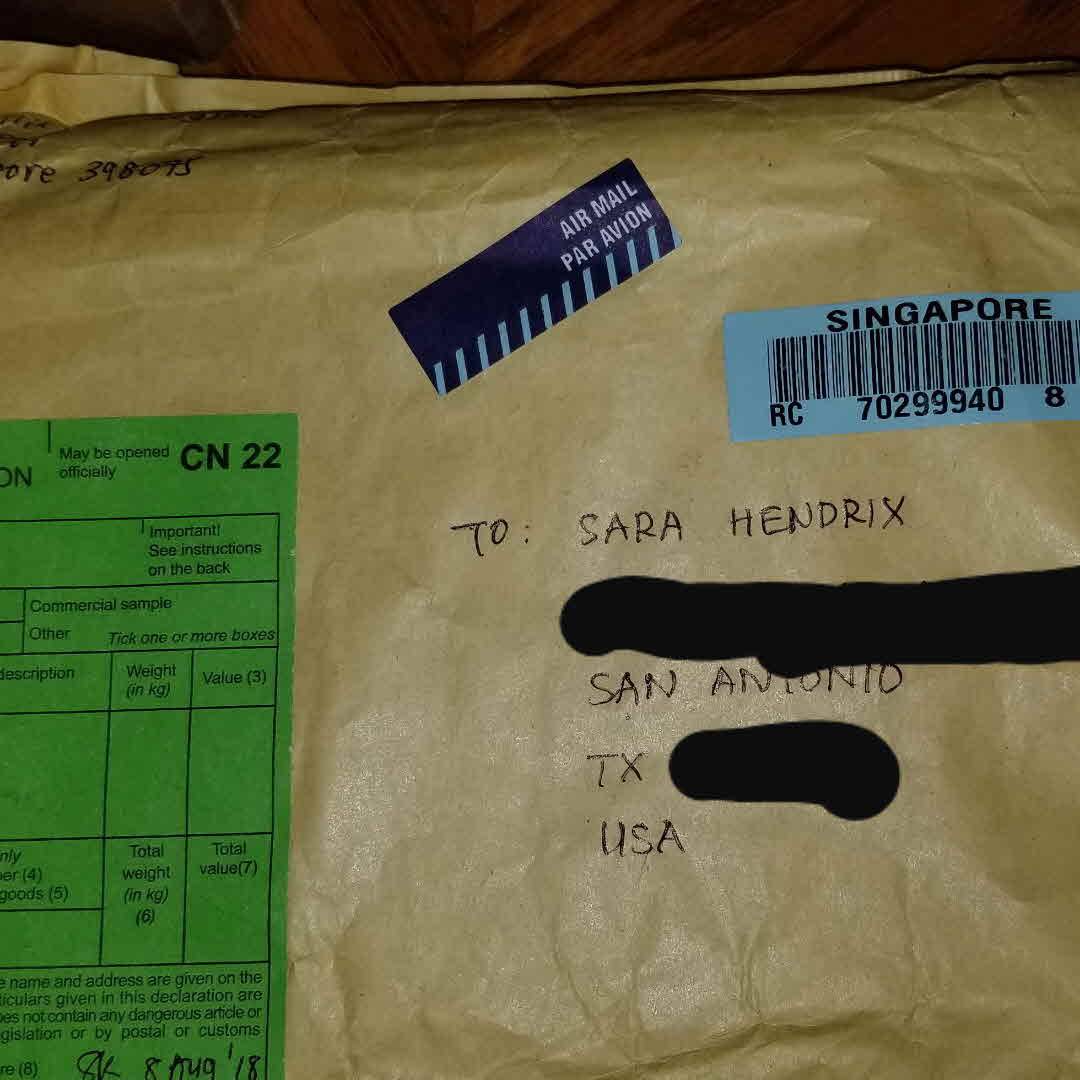 ore 398075
AIR MAIL
PAR AVION
SINGAPORE
RC 70299940 8
ON
May be opened
officially
CN 22
Important!
See instructions
on the back
Commercial sample
Other Tick one or more boxes
description
Weight
(in kg)
Value (3)
nly
er (4)
goods (5)
Total
weight
(in kg)
(6)
Total
value(7)
e name and address are given on the
ticulars given in this declaration are
oes not contain any dangerous article or
gislation or by postal or customs
re (8) 8 AUG '18
TO: SARA HENDRIX
SAN ANTONIO
TX
USA